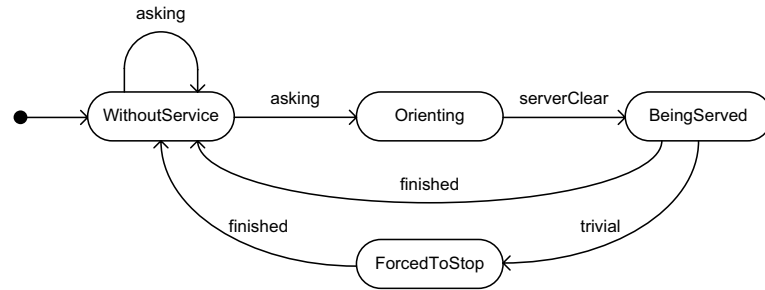 asking
WithoutService
asking
Orienting
serverClear
BeingServed
finished
finished
trivial
ForcedToStop